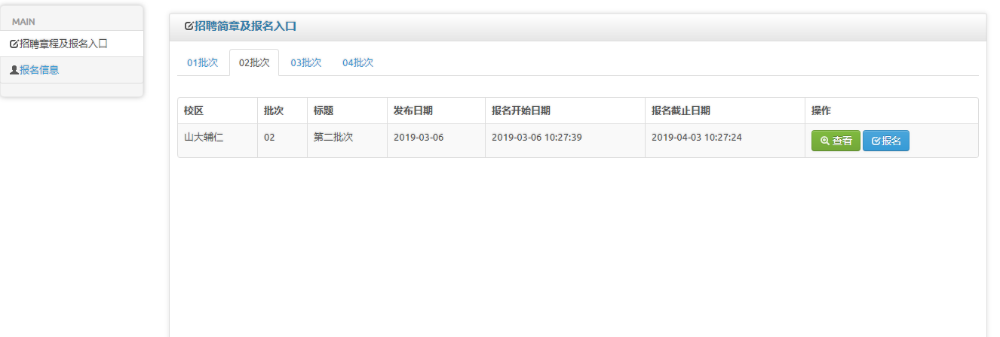 MAIN
招聘章程及报名入口
报名信息
招聘简章及报名入口
01批次 02批次 03批次 04批次
校区 批次 标题 发布日期 报名开始日期 报名截止日期 操作
山大辅仁 02 第二批次 2019-03-06 2019-03-06 10:27:39 2019-04-03 10:27:24 查看 报名